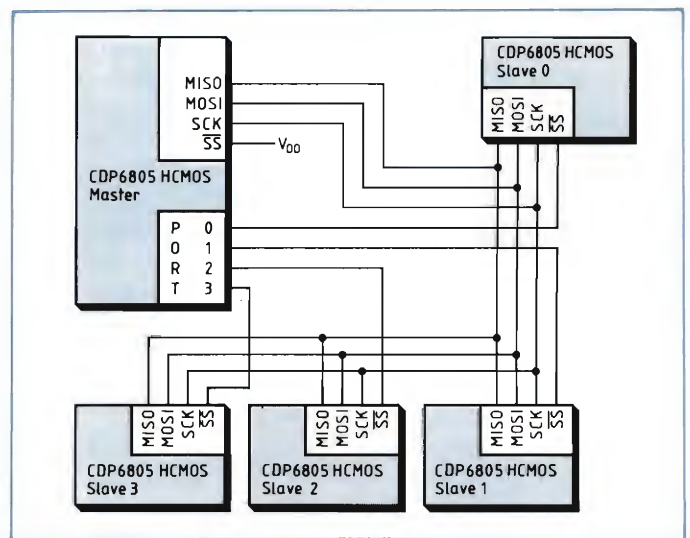 MISO
MOSI
SCK
SS
V_DD
CDP6805 HCMOS
Master
P 0
O 1
R 2
T 3
CDP6805 HCMOS
Slave 0
MISO
MOSI
SCK
SS
MISO
MOSI
SCK
SS
CDP6805 HCMOS
Slave 3
MISO
MOSI
SCK
SS
CDP6805 HCMOS
Slave 2
MISO
MOSI
SCK
SS
CDP6805 HCMOS
Slave 1